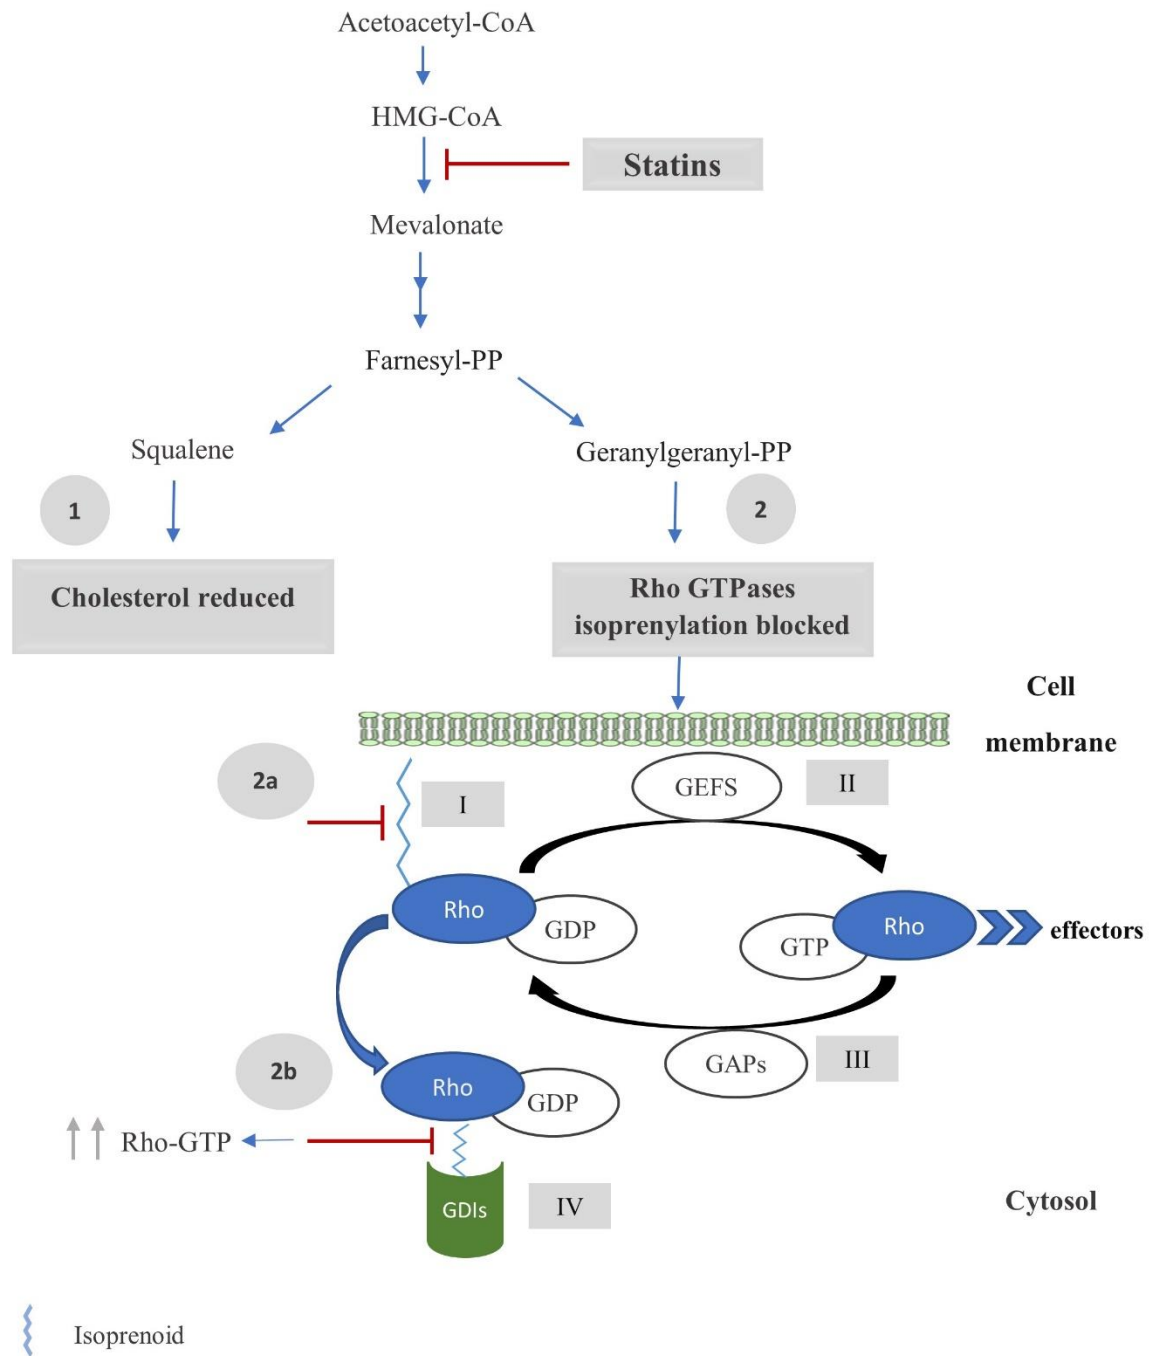 Acetoacetyl-CoA
HMG-CoA
Statins
Mevalonate
Farnesyl-PP
Squalene
Geranylgeranyl-PP
1
2
Cholesterol reduced
Rho GTPases
isoprenylation blocked
Cell
membrane
2a
I
GEFS
II
Rho
GDP
GTP
Rho
effectors
2b
Rho
GDP
GAPs
III
Rho-GTP
GDIs
IV
Cytosol
Isoprenoid